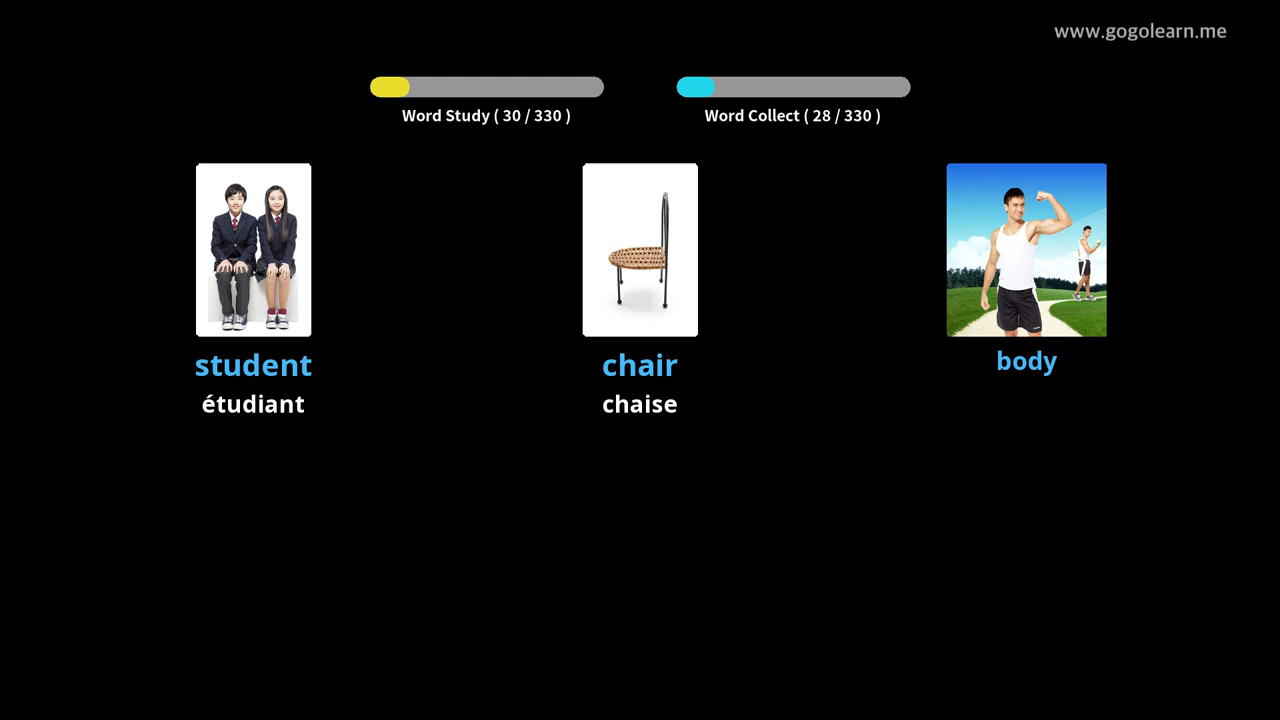 www.gogolearn.me
Word Study ( 30 / 330 )
Word Collect ( 28 / 330 )
student
étudiant
chair
chaise
body